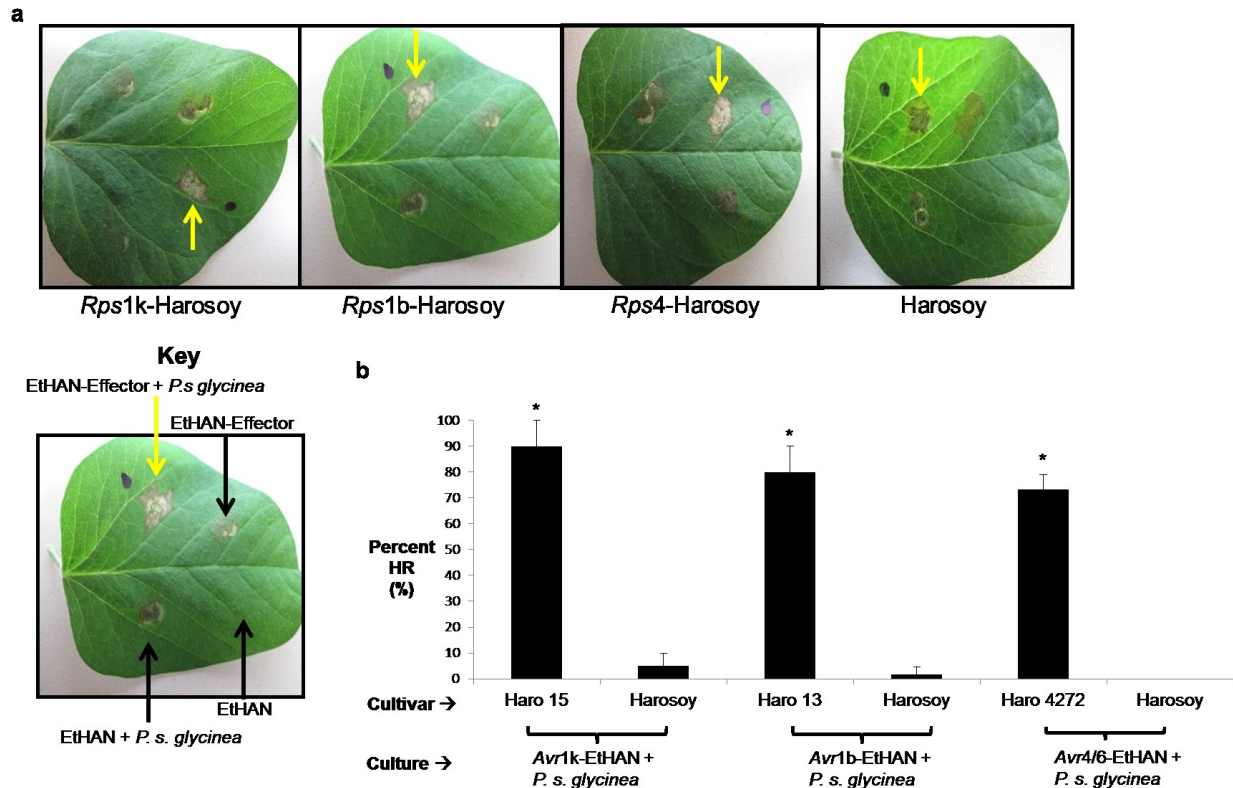 a
Rps1k-Harosoy Rps1b-Harosoy Rps4-Harosoy Harosoy
Key
EtHAN-Effector + P.s glycinea
EtHAN-Effector
EtHAN
EtHAN + P. s. glycinea
b
Percent
HR
(%)
100
90
80
70
60
50
40
30
20
10
0
* * *
Cultivar → Haro 15 Harosoy Haro 13 Harosoy Haro 4272 Harosoy
Culture → Avr1k-EtHAN + Avr1b-EtHAN + Avr4/6-EtHAN +
P. s. glycinea P. s. glycinea P. s. glycinea